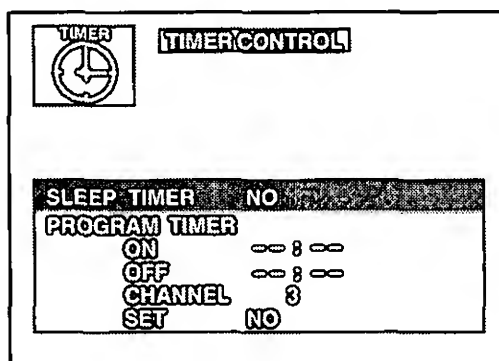 TIMER
TIMER CONTROL
SLEEP TIMER NO
PROGRAM TIMER
ON -- : --
OFF -- : --
CHANNEL 3
SET NO